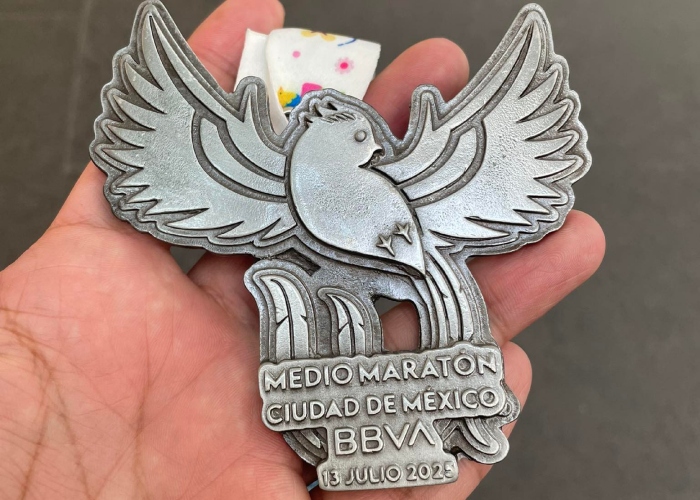 MEDIO MARATÓN
CIUDAD DE MÉXICO
BBVA
13 JULIO 2025